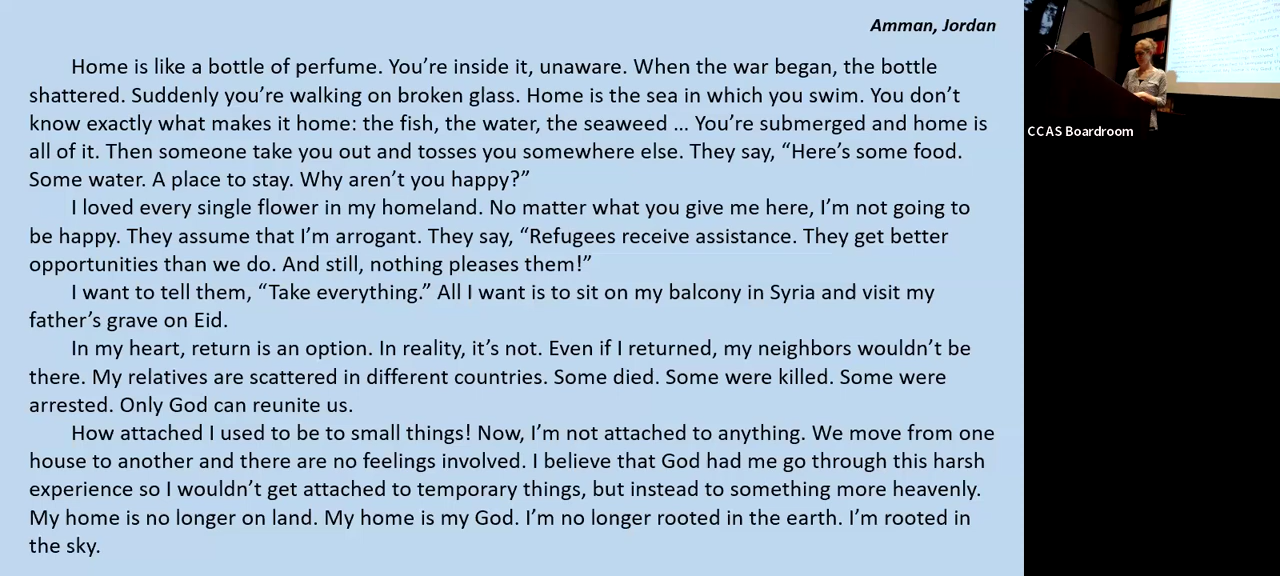 Amman, Jordan
Home is like a bottle of perfume. You’re inside it, unaware. When the war began, the bottle
shattered. Suddenly you’re walking on broken glass. Home is the sea in which you swim. You don’t
know exactly what makes it home: the fish, the water, the seaweed … You’re submerged and home is
all of it. Then someone take you out and tosses you somewhere else. They say, “Here’s some food.
Some water. A place to stay. Why aren’t you happy?”
I loved every single flower in my homeland. No matter what you give me here, I’m not going to
be happy. They assume that I’m arrogant. They say, “Refugees receive assistance. They get better
opportunities than we do. And still, nothing pleases them!”
I want to tell them, “Take everything.” All I want is to sit on my balcony in Syria and visit my
father’s grave on Eid.
In my heart, return is an option. In reality, it’s not. Even if I returned, my neighbors wouldn’t be
there. My relatives are scattered in different countries. Some died. Some were killed. Some were
arrested. Only God can reunite us.
How attached I used to be to small things! Now, I’m not attached to anything. We move from one
house to another and there are no feelings involved. I believe that God had me go through this harsh
experience so I wouldn’t get attached to temporary things, but instead to something more heavenly.
My home is no longer on land. My home is my God. I’m no longer rooted in the earth. I’m rooted in
the sky.
CCAS Boardroom